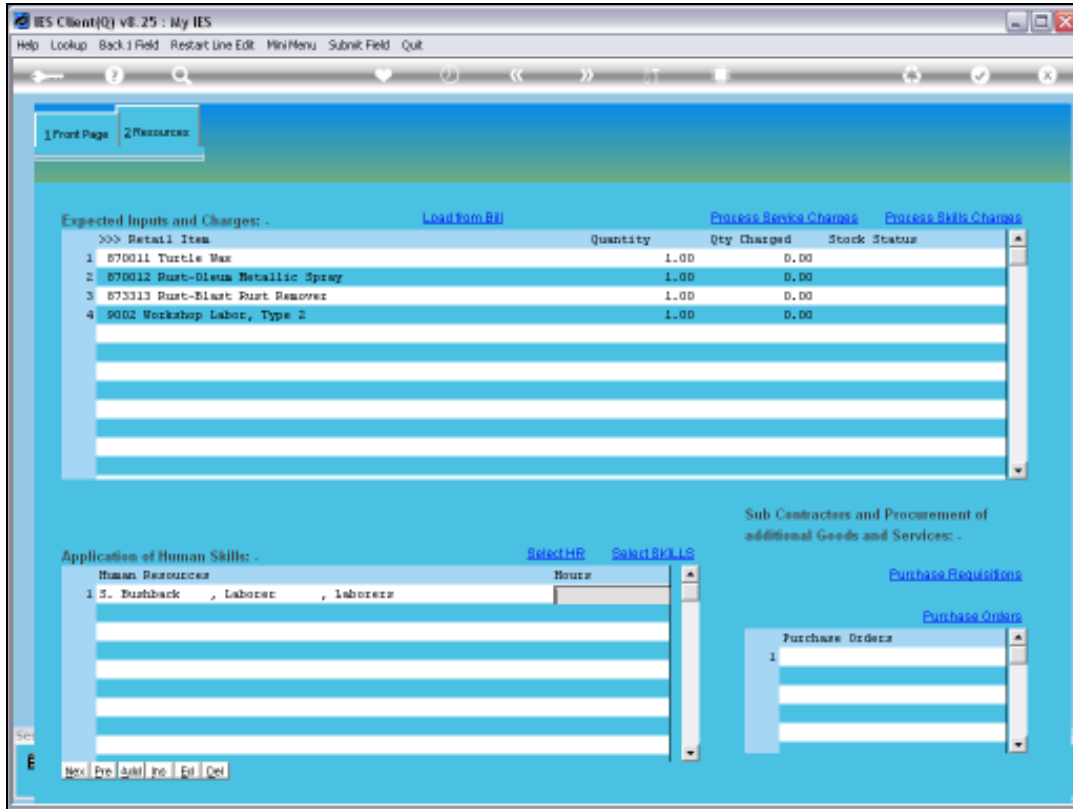 IES Client(Q) v8.25 : My IES
Help Lookup Back 1 Field Restart Line Edit MiniMenu Submit Field Quit
1 Front Page 2 Resources
Expected Inputs and Charges: - Load from Bill Process Service Charges Process Skills Charges
>>> Retail Item Quantity Qty Charged Stock Status
1 870011 Turtle Wax 1.00 0.00
2 870012 Rust-Oleum Metallic Spray 1.00 0.00
3 873313 Rust-Blast Rust Remover 1.00 0.00
4 9002 Workshop Labor, Type 2 1.00 0.00
Sub Contractors and Procurement of
additional Goods and Services: -
Application of Human Skills: - Select HR Select SKILLS
Human Resources Hours
Purchase Requisitions
1 S. Bushback , Laborer , laborers
Purchase Orders
Purchase Orders
1
Nex Pre Add Ins Ed Del